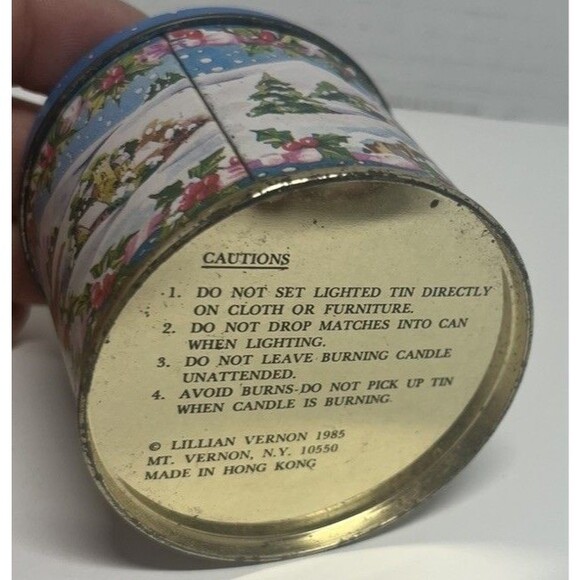 CAUTIONS
1. DO NOT SET LIGHTED TIN DIRECTLY
ON CLOTH OR FURNITURE.
2. DO NOT DROP MATCHES INTO CAN
WHEN LIGHTING.
3. DO NOT LEAVE BURNING CANDLE
UNATTENDED.
4. AVOID BURNS-DO NOT PICK UP TIN
WHEN CANDLE IS BURNING.
© LILLIAN VERNON 1985
MT. VERNON, N.Y. 10550
MADE IN HONG KONG